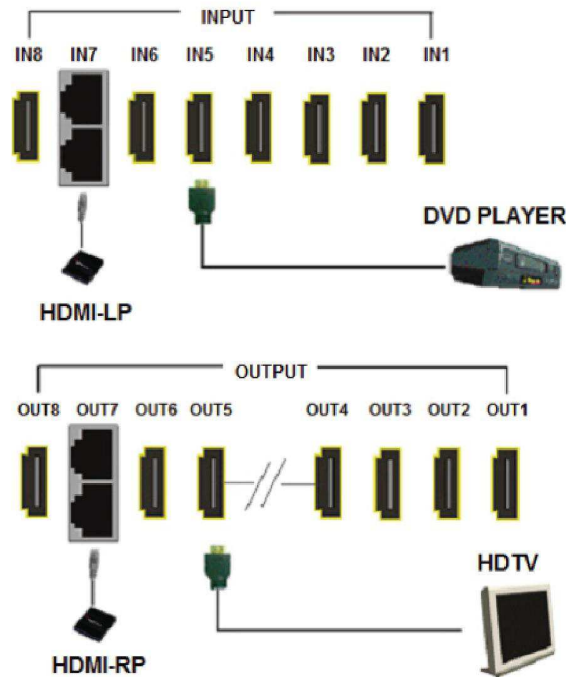 INPUT
IN8 IN7 IN6 IN5 IN4 IN3 IN2 IN1
DVD PLAYER
HDMI-LP
OUTPUT
OUT8 OUT7 OUT6 OUT5 OUT4 OUT3 OUT2 OUT1
HDTV
HDMI-RP